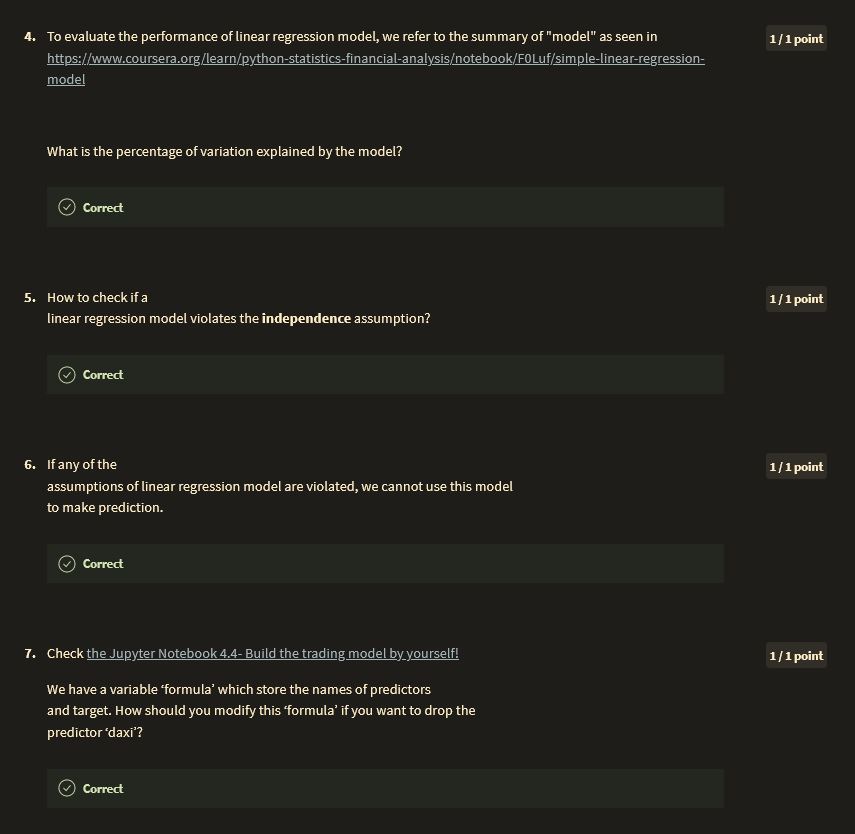 4. To evaluate the performance of linear regression model, we refer to the summary of "model" as seen in
1 / 1 point
https://www.coursera.org/learn/python-statistics-financial-analysis/notebook/F0Luf/simple-linear-regression-
model
What is the percentage of variation explained by the model?
Correct
5. How to check if a
1 / 1 point
linear regression model violates the independence assumption?
Correct
6. If any of the
1 / 1 point
assumptions of linear regression model are violated, we cannot use this model
to make prediction.
Correct
7. Check the Jupyter Notebook 4.4- Build the trading model by yourself!
1 / 1 point
We have a variable ‘formula’ which store the names of predictors
and target. How should you modify this ‘formula’ if you want to drop the
predictor ‘daxi’?
Correct